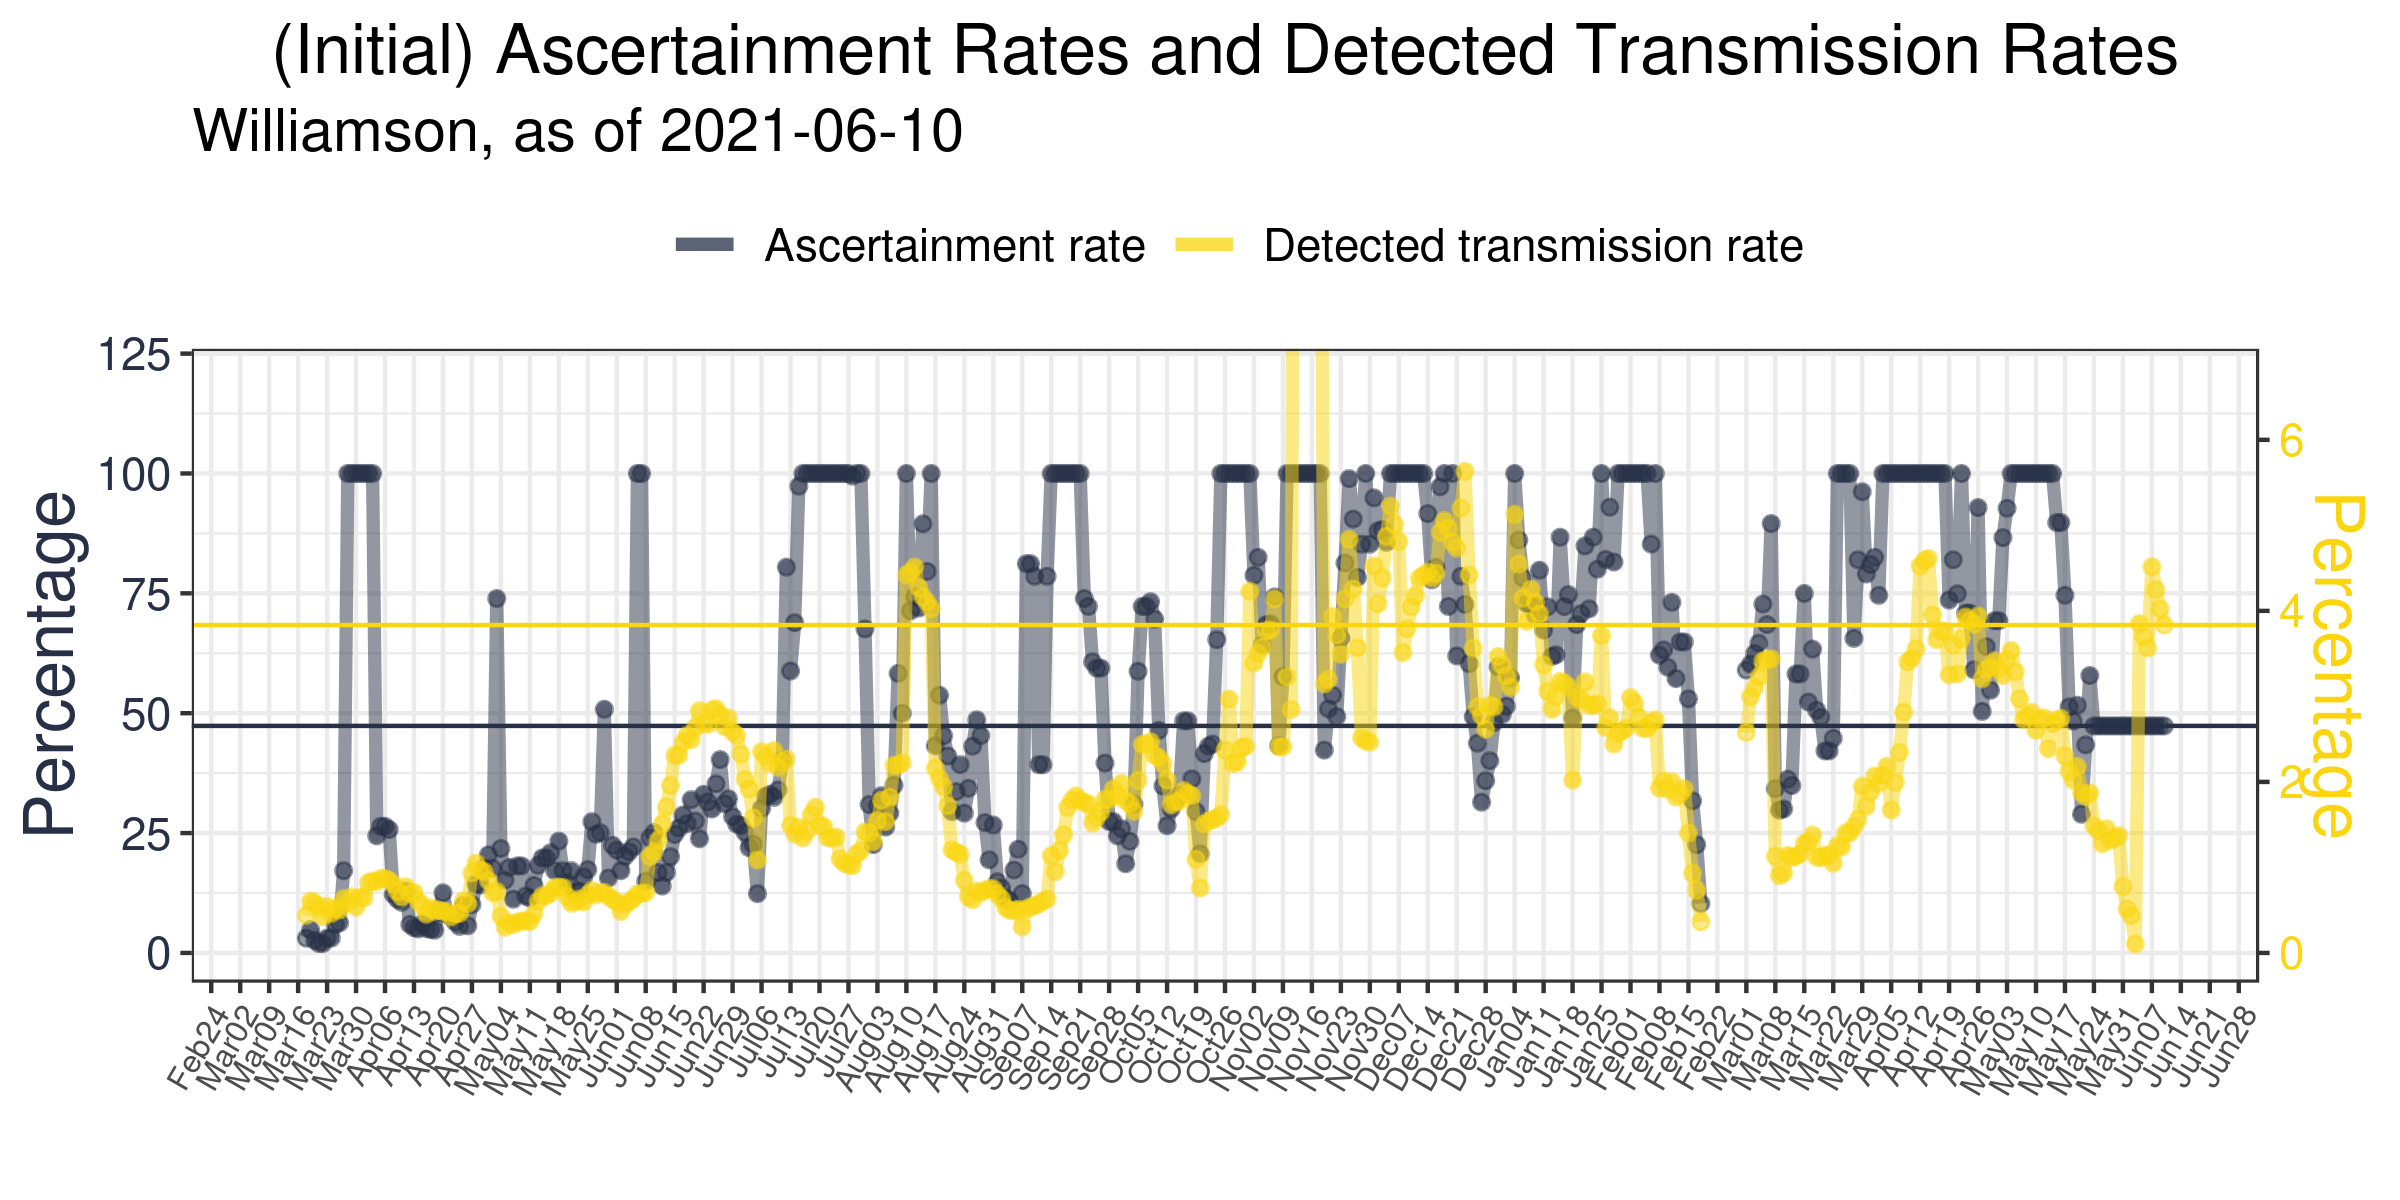 (Initial) Ascertainment Rates and Detected Transmission Rates
Williamson, as of 2021-06-10
Ascertainment rate
Detected transmission rate
Percentage
125
100
75
50
25
0
6
4
2
0
Percentage
Feb24
Mar02
Mar09
Mar16
Mar23
Mar30
Apr06
Apr13
Apr20
Apr27
May04
May11
May18
May25
Jun01
Jun08
Jun15
Jun22
Jun29
Jul06
Jul13
Jul20
Jul27
Aug03
Aug10
Aug17
Aug24
Aug31
Sep07
Sep14
Sep21
Sep28
Oct05
Oct12
Oct19
Oct26
Nov02
Nov09
Nov16
Nov23
Nov30
Dec07
Dec14
Dec21
Dec28
Jan04
Jan11
Jan18
Jan25
Feb01
Feb08
Feb15
Feb22
Mar01
Mar08
Mar15
Mar22
Mar29
Apr05
Apr12
Apr19
Apr26
May03
May10
May17
May24
May31
Jun07
Jun14
Jun21
Jun28